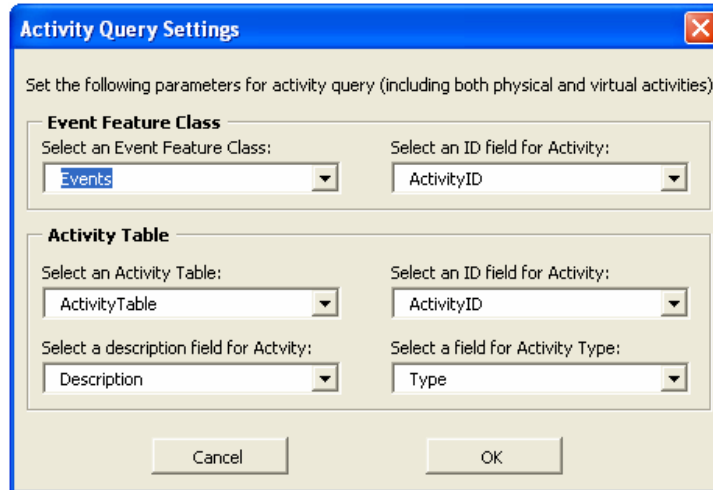 Activity Query Settings
Set the following parameters for activity query (including both physical and virtual activities)
Event Feature Class
Select an Event Feature Class:
Select an ID field for Activity:
Events
ActivityID
Activity Table
Select an Activity Table:
Select an ID field for Activity:
ActivityTable
ActivityID
Select a description field for Actvity:
Select a field for Activity Type:
Description
Type
Cancel
OK